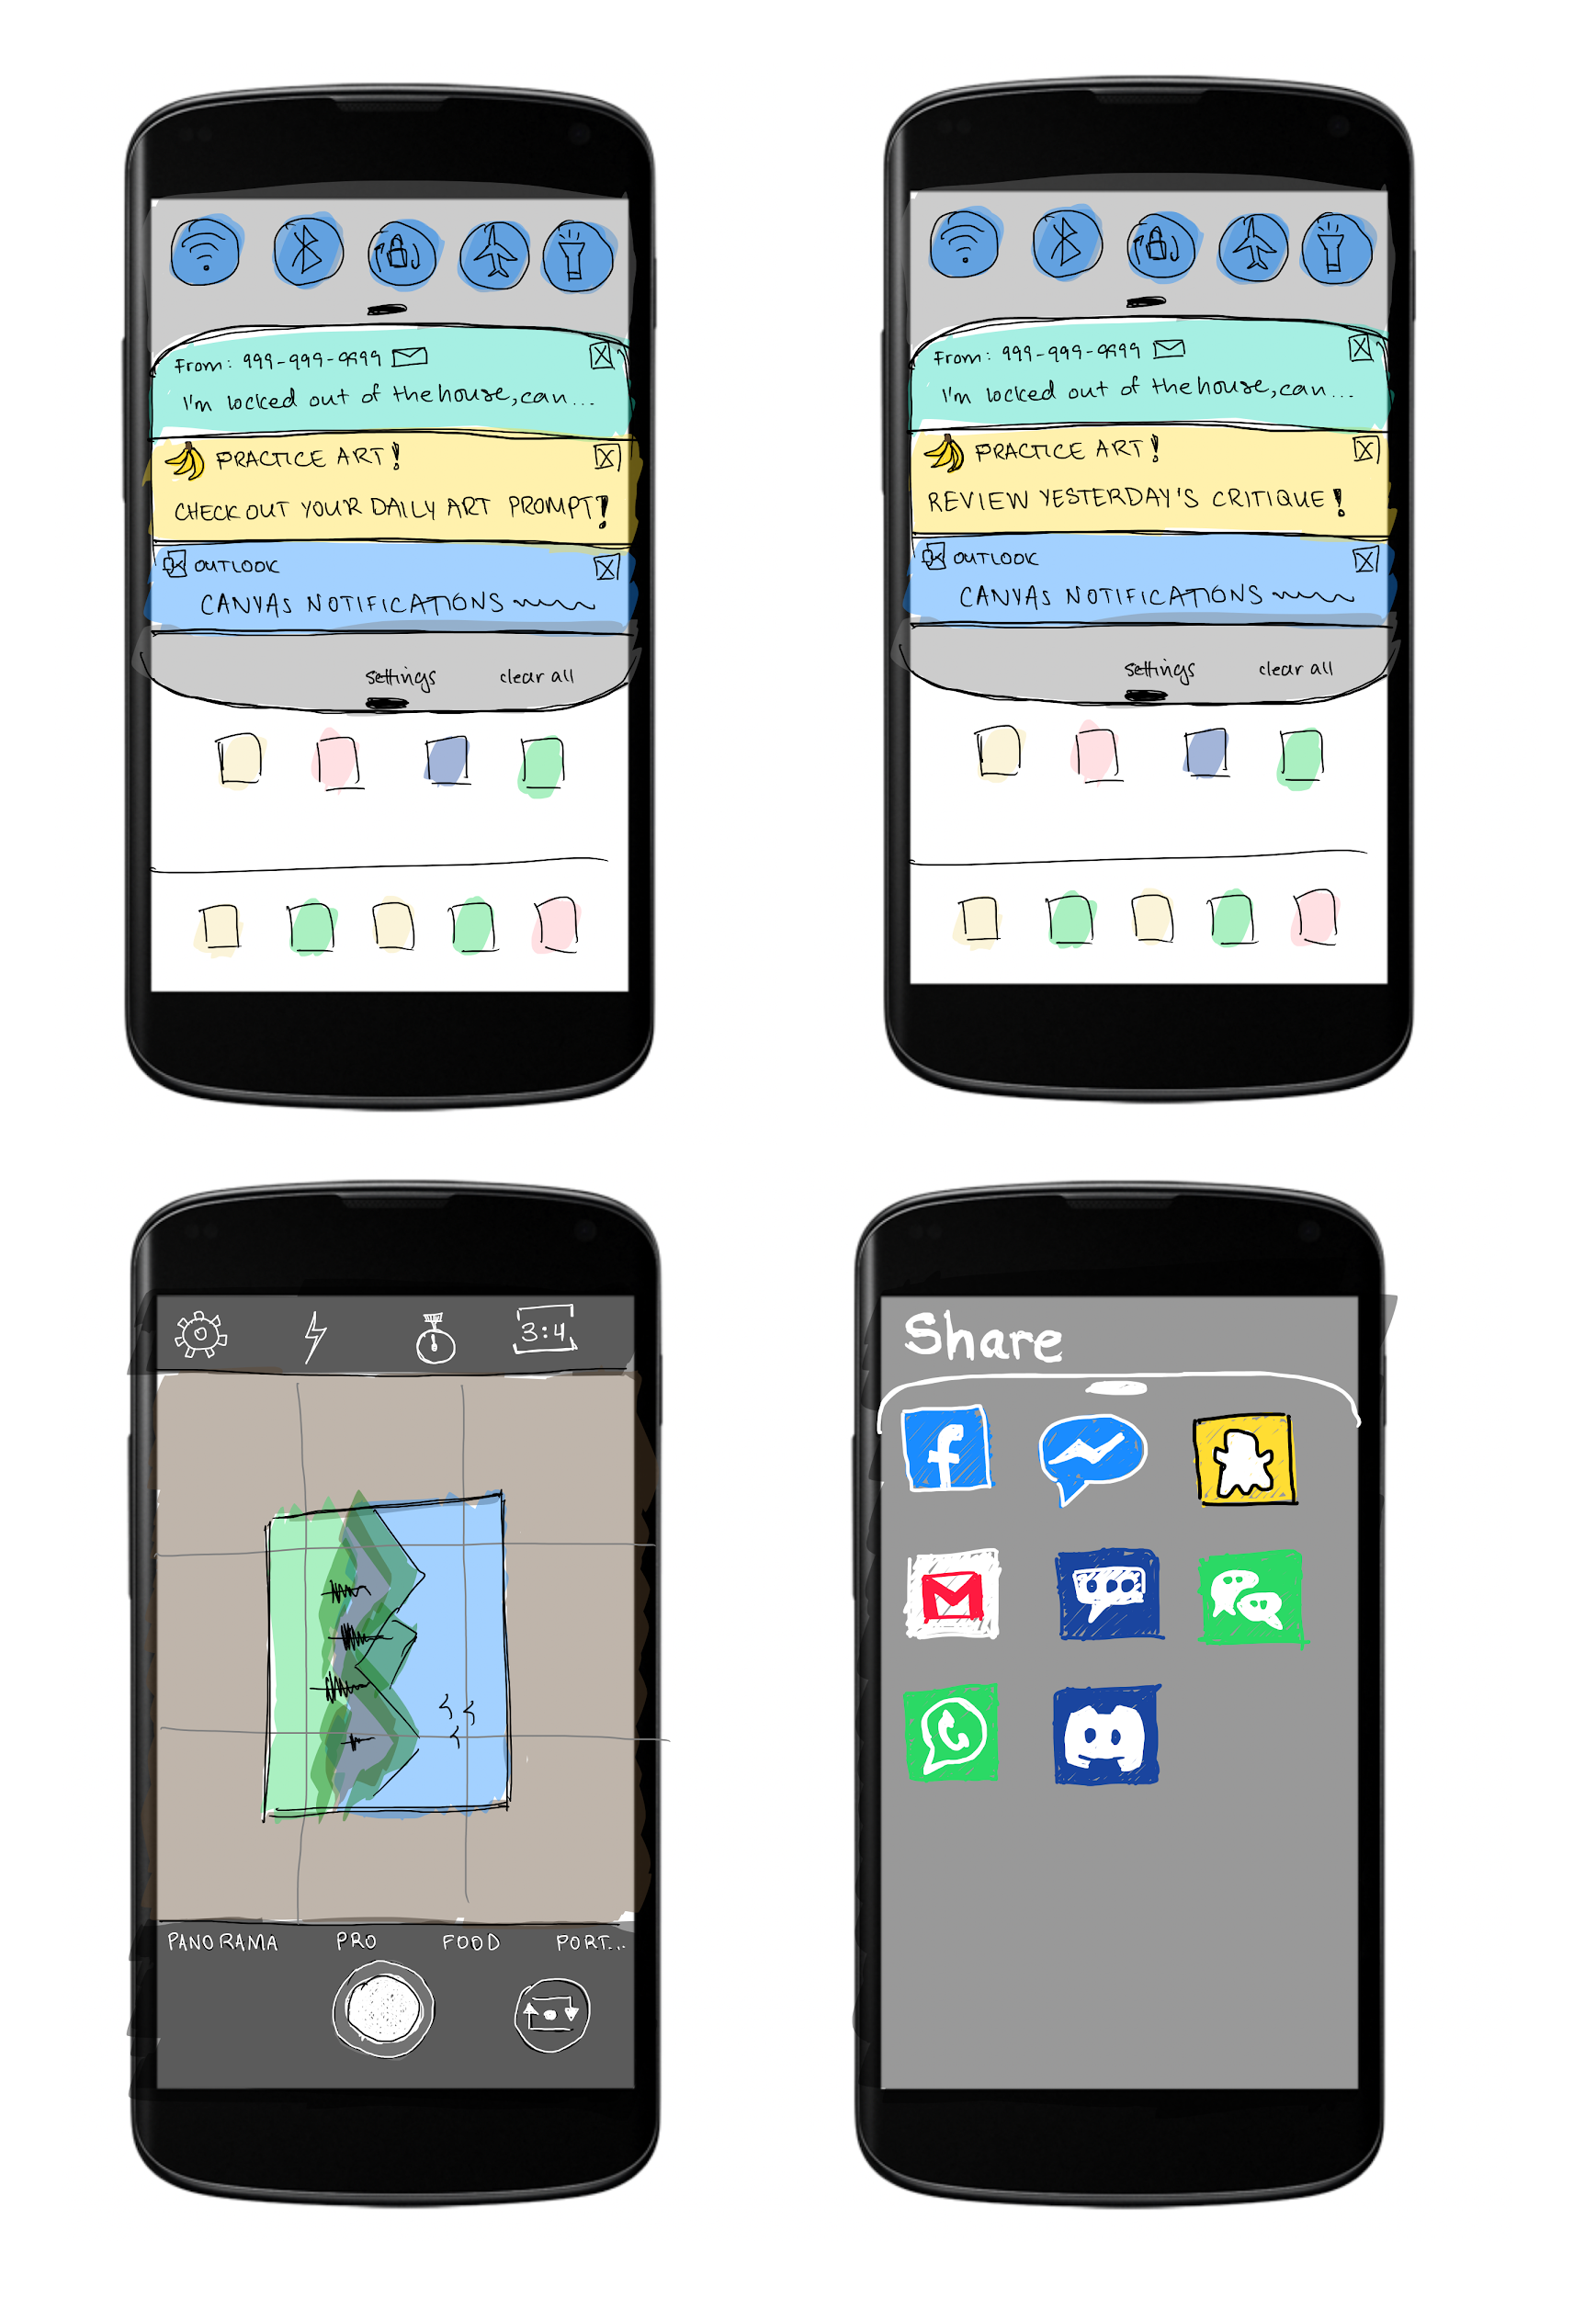 From: 999-999-9999
I'm locked out of the house, can...
PRACTICE ART!
CHECK OUT YOUR DAILY ART PROMPT!
OUTLOOK
CANVAS NOTIFICATIONS
settings clear all
From: 999-999-9999
I'm locked out of the house, can...
PRACTICE ART!
REVIEW YESTERDAY'S CRITIQUE!
OUTLOOK
CANVAS NOTIFICATIONS
settings clear all
3:4
PANORAMA PRO FOOD PORT...
Share